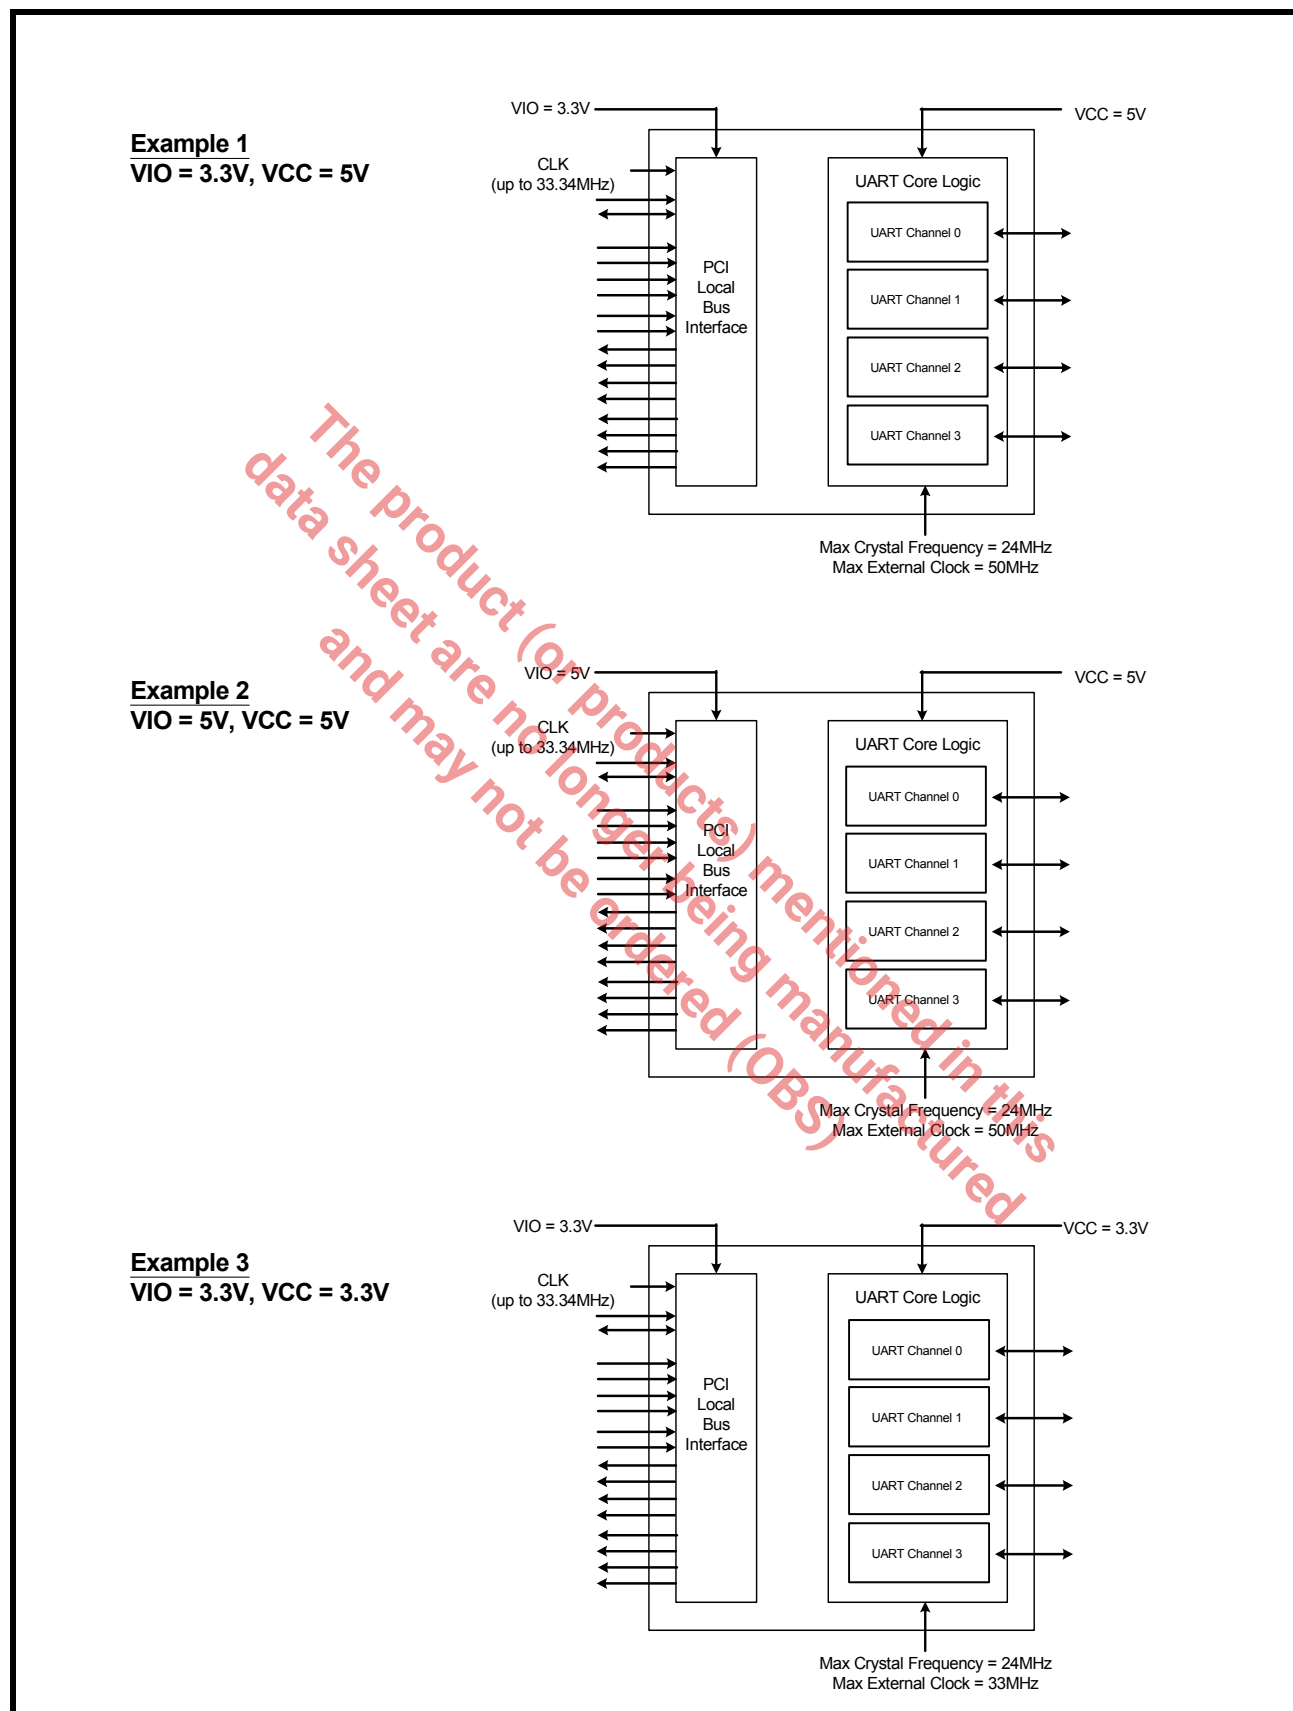 Example 1
VIO = 3.3V, VCC = 5V
VIO = 3.3V
VCC = 5V
CLK
(up to 33.34MHz)
PCI
Local
Bus
Interface
UART Core Logic
UART Channel 0
UART Channel 1
UART Channel 2
UART Channel 3
Max Crystal Frequency = 24MHz
Max External Clock = 50MHz
Example 2
VIO = 5V, VCC = 5V
VIO = 5V
VCC = 5V
CLK
(up to 33.34MHz)
PCI
Local
Bus
Interface
UART Core Logic
UART Channel 0
UART Channel 1
UART Channel 2
UART Channel 3
Max Crystal Frequency = 24MHz
Max External Clock = 50MHz
Example 3
VIO = 3.3V, VCC = 3.3V
VIO = 3.3V
VCC = 3.3V
CLK
(up to 33.34MHz)
PCI
Local
Bus
Interface
UART Core Logic
UART Channel 0
UART Channel 1
UART Channel 2
UART Channel 3
Max Crystal Frequency = 24MHz
Max External Clock = 33MHz
The product (or products) mentioned in this
data sheet are no longer being manufactured
and may not be ordered (OBS)